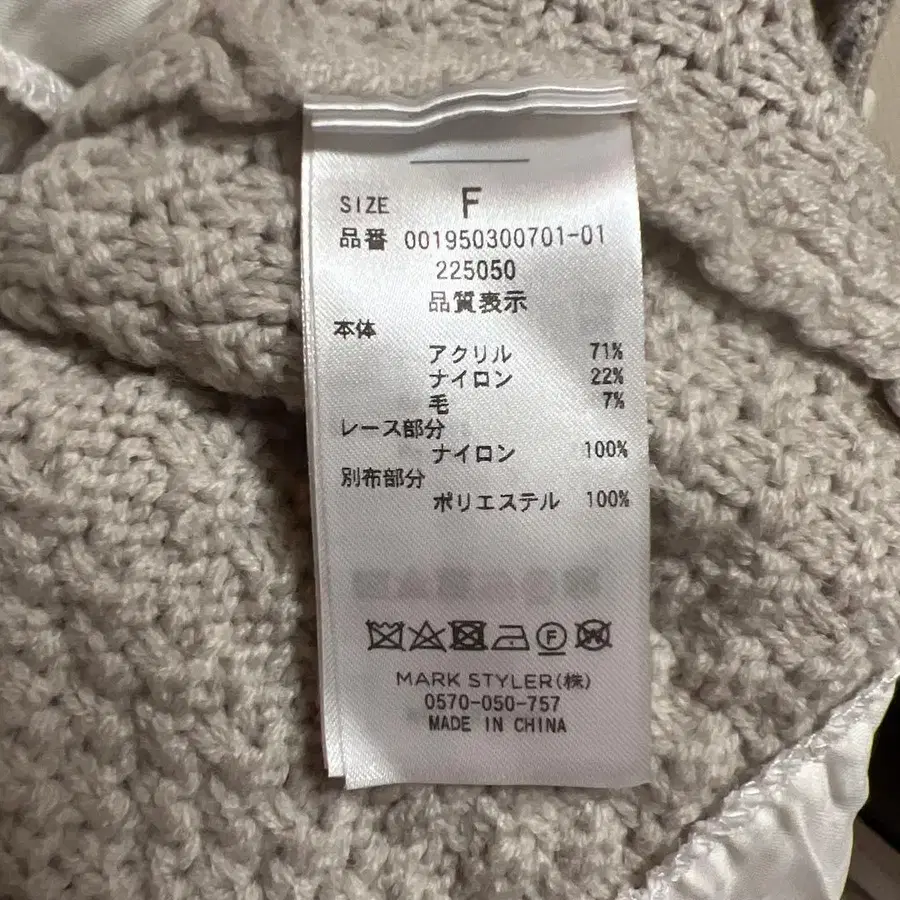 SIZE F
品番 001950300701-01
225050
品質表示
本体
アクリル 71%
ナイロン 22%
毛 7%
レース部分
ナイロン 100%
別布部分
ポリエステル 100%
F W
MARK STYLER(株)
0570-050-757
MADE IN CHINA